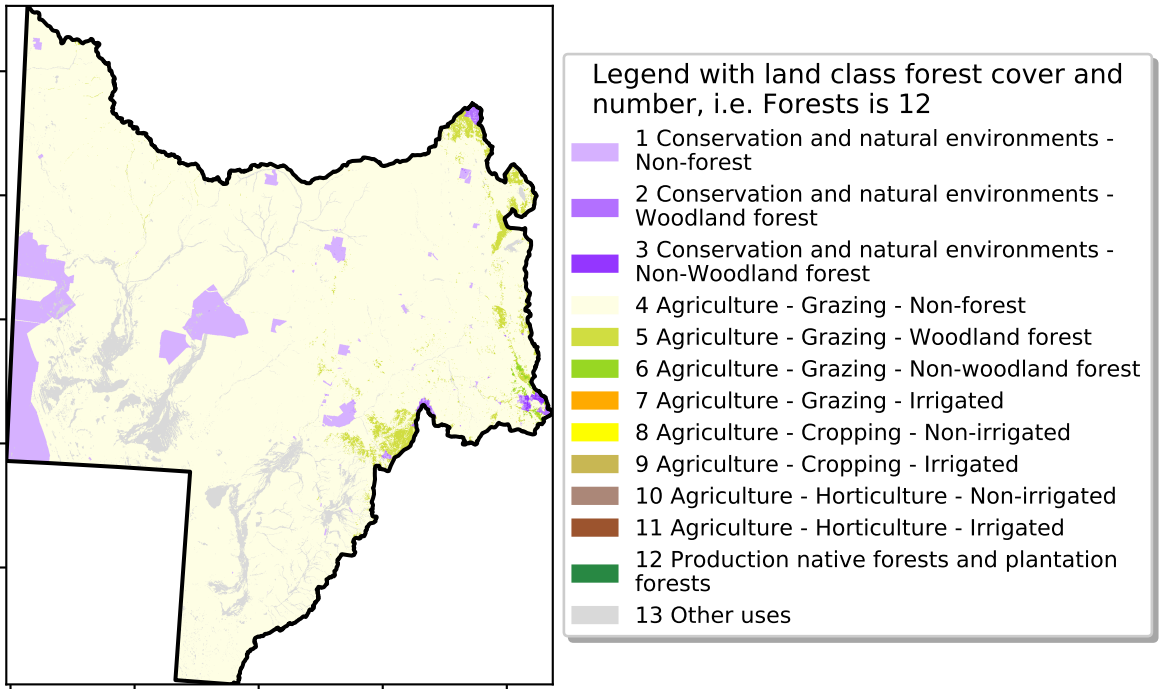 Legend with land class forest cover and
number, i.e. Forests is 12
1 Conservation and natural environments -
Non-forest
2 Conservation and natural environments -
Woodland forest
3 Conservation and natural environments -
Non-Woodland forest
4 Agriculture - Grazing - Non-forest
5 Agriculture - Grazing - Woodland forest
6 Agriculture - Grazing - Non-woodland forest
7 Agriculture - Grazing - Irrigated
8 Agriculture - Cropping - Non-irrigated
9 Agriculture - Cropping - Irrigated
10 Agriculture - Horticulture - Non-irrigated
11 Agriculture - Horticulture - Irrigated
12 Production native forests and plantation
forests
13 Other uses